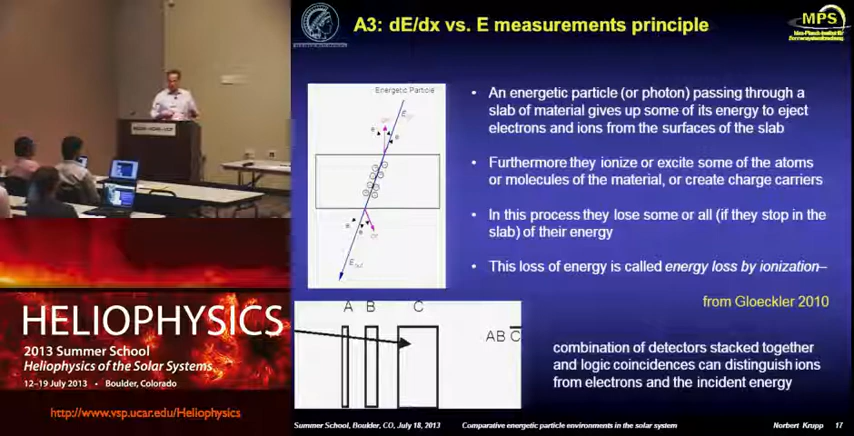 A3: dE/dx vs. E measurements principle
MPS
Energetic Particle
• An energetic particle (or photon) passing through a
slab of material gives up some of its energy to eject
electrons and ions from the surfaces of the slab
• Furthermore they ionize or excite some of the atoms
or molecules of the material, or create charge carriers
• In this process they lose some or all (if they stop in the
slab) of their energy
• This loss of energy is called energy loss by ionization–
from Gloeckler 2010
A B C
AB C
combination of detectors stacked together
and logic coincidences can distinguish ions
from electrons and the incident energy
HELIOPHYSICS
2013 Summer School
Heliophysics of the Solar Systems
12–19 July 2013 • Boulder, Colorado
http://www.vsp.ucar.edu/Heliophysics
Summer School, Boulder, CO, July 18, 2013 Comparative energetic particle environments in the solar system Norbert Krupp 17